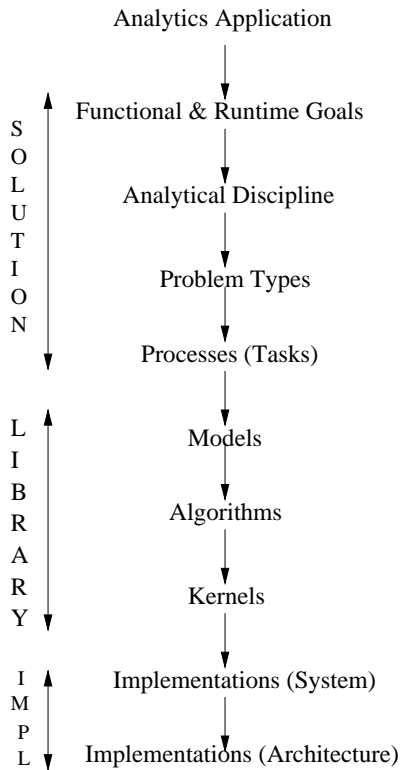 Analytics Application
Functional & Runtime Goals
Analytical Discipline
Problem Types
Processes (Tasks)
Models
Algorithms
Kernels
Implementations (System)
Implementations (Architecture)
SOLUTION
LIBRARY
IMPL